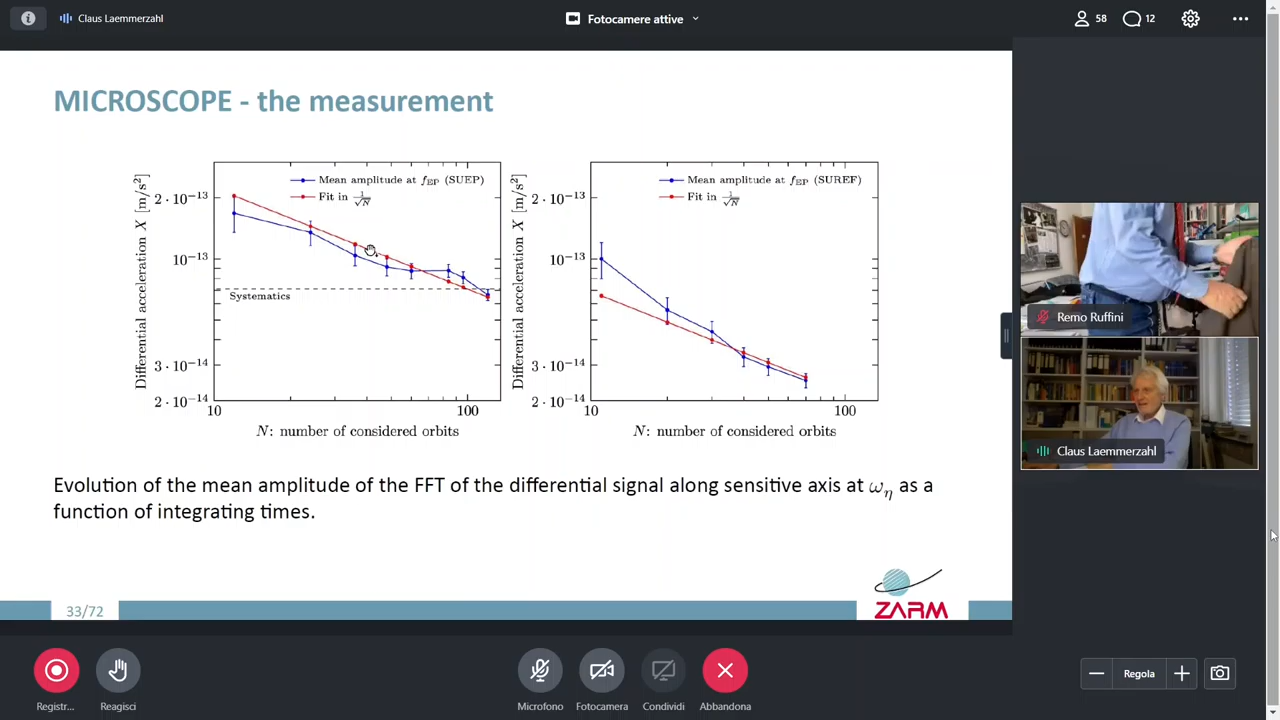 Claus Laemmerzahl
Fotocamere attive
58
12
MICROSCOPE - the measurement
Differential acceleration X [m/s²]
2 · 10⁻¹³
10⁻¹³
3 · 10⁻¹⁴
2 · 10⁻¹⁴
Mean amplitude at f_EP (SUEP)
Fit in 1/√N
Systematics
10
100
N: number of considered orbits
Differential acceleration X [m/s²]
2 · 10⁻¹³
10⁻¹³
3 · 10⁻¹⁴
2 · 10⁻¹⁴
Mean amplitude at f_EP (SUREF)
Fit in 1/√N
10
100
N: number of considered orbits
Evolution of the mean amplitude of the FFT of the differential signal along sensitive axis at ω_η as a
function of integrating times.
33/72
ZARM
Remo Ruffini
Claus Laemmerzahl
Registr...
Reagisci
Microfono
Fotocamera
Condividi
Abbandona
Regola